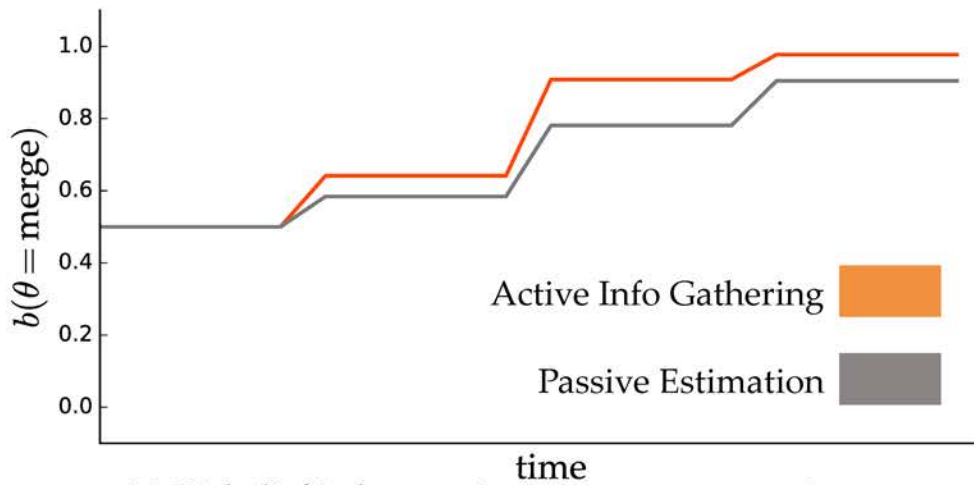 1.0
0.8
0.6
0.4
0.2
0.0
b(θ = merge)
Active Info Gathering
Passive Estimation
time